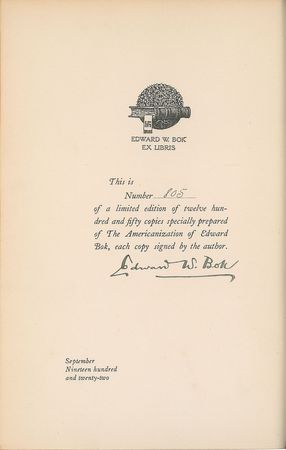 EDWARD W. BOK
EX LIBRIS
This is
Number 805
of a limited edition of twelve hun-
dred and fifty copies specially prepared
of The Americanization of Edward
Bok, each copy signed by the author.
Edward W. Bok
September
Nineteen hundred
and twenty-two